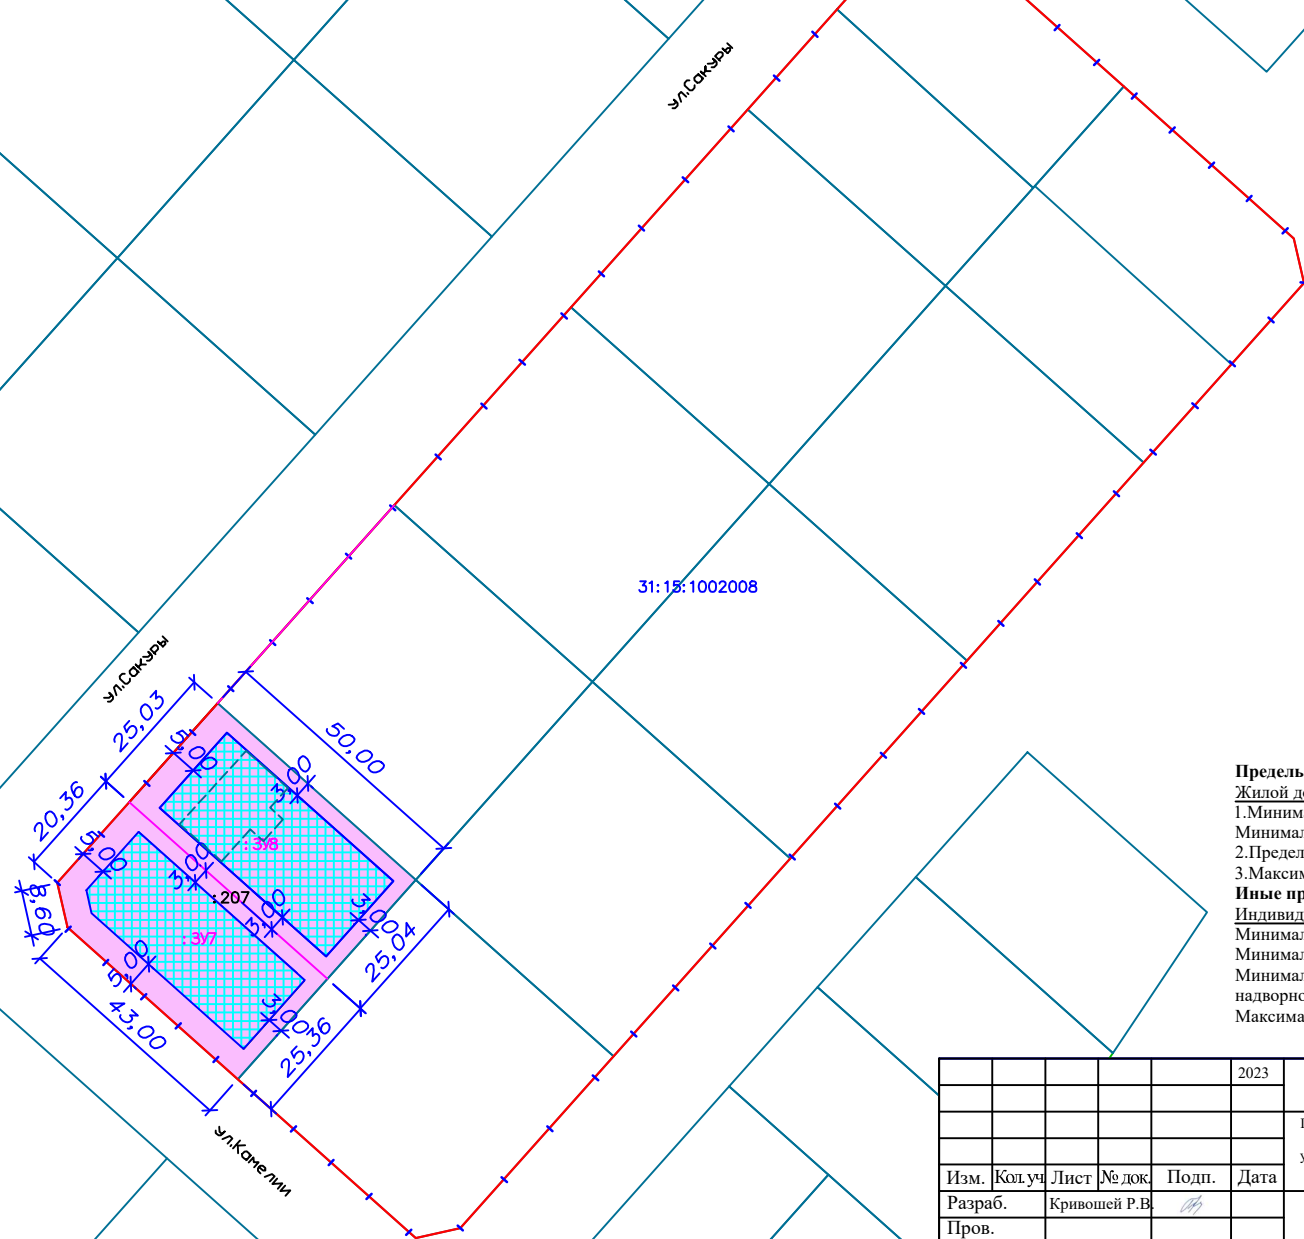 ул.Сакуры
31:15:1002008
ул.Сакуры
25,03
50,00
5,00
3,00
20,36
5,00
:ЗУ8
3,00
:207
8,60
3,00
3,00
:ЗУ7
25,04
5,00
43,00
3,00
25,36
ул.Камелии
Предель
Жилой д
1.Миним
Минимал
2.Предел
3.Максим
Иные пр
Индивид
Минимал
Минимал
Минимал
надворно
Максима
2023
Изм. Кол.уч Лист № док. Подп. Дата
Разраб. Кривошей Р.В.
Пров.